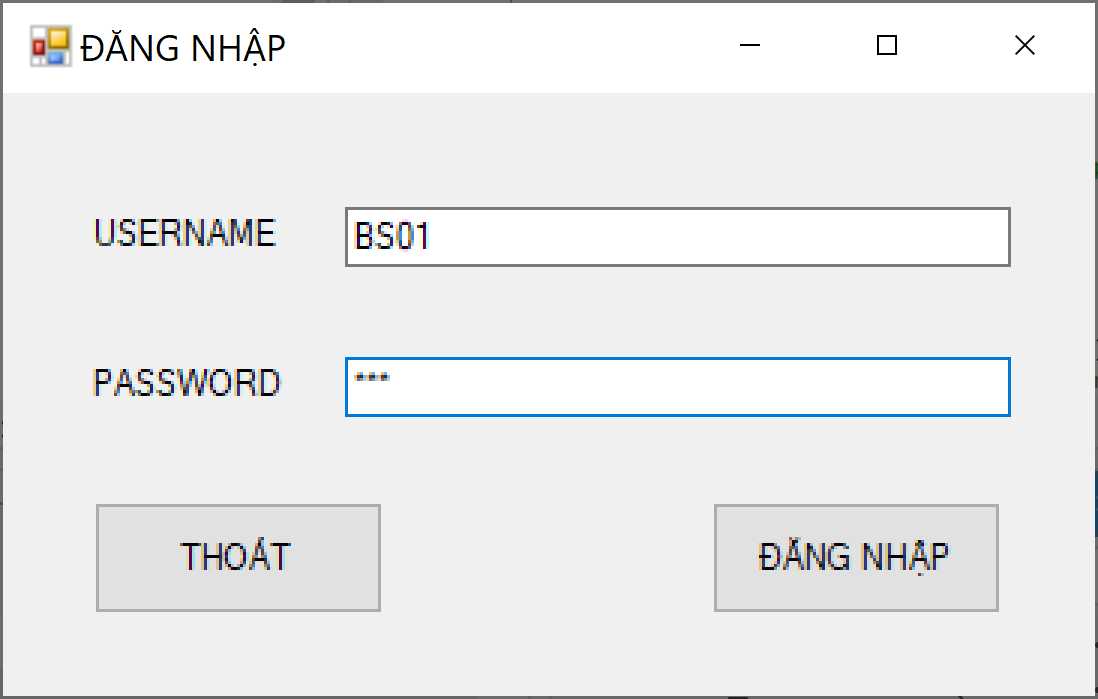 ĐĂNG NHẬP
USERNAME BS01
PASSWORD ***
THOÁT ĐĂNG NHẬP